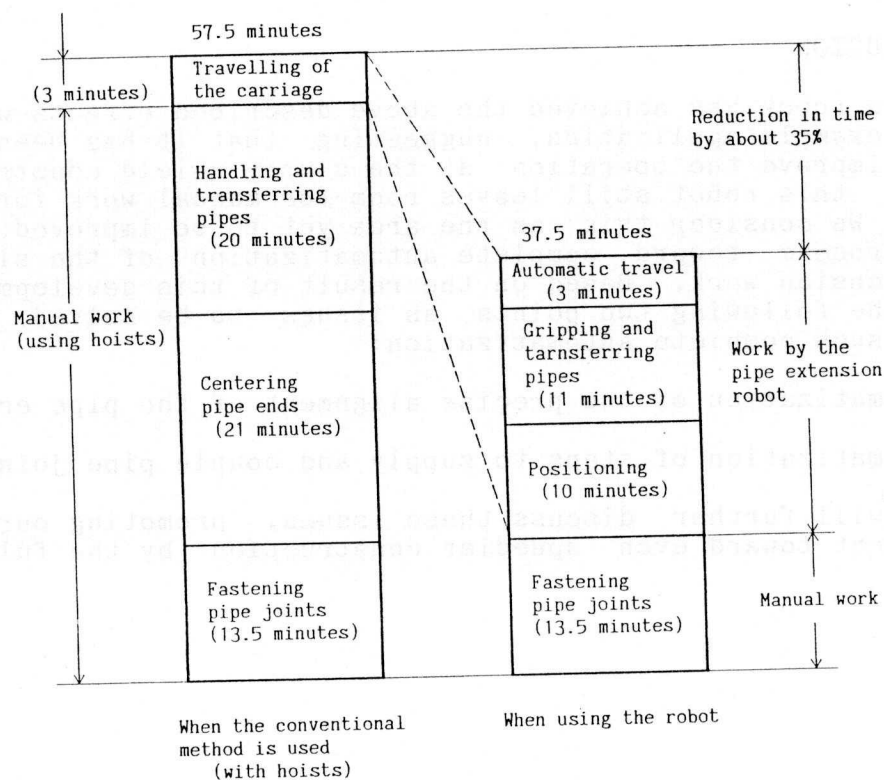 57.5 minutes
Travelling of
the carriage
(3 minutes)
Reduction in time
by about 35%
Handling and
transferring
pipes
(20 minutes)
37.5 minutes
Automatic travel
(3 minutes)
Manual work
(using hoists)
Gripping and
tarnsferring
pipes
(11 minutes)
Work by the
pipe extension
robot
Centering
pipe ends
(21 minutes)
Positioning
(10 minutes)
Fastening
pipe joints
(13.5 minutes)
Fastening
pipe joints
(13.5 minutes)
Manual work
When the conventional
method is used
(with hoists)
When using the robot